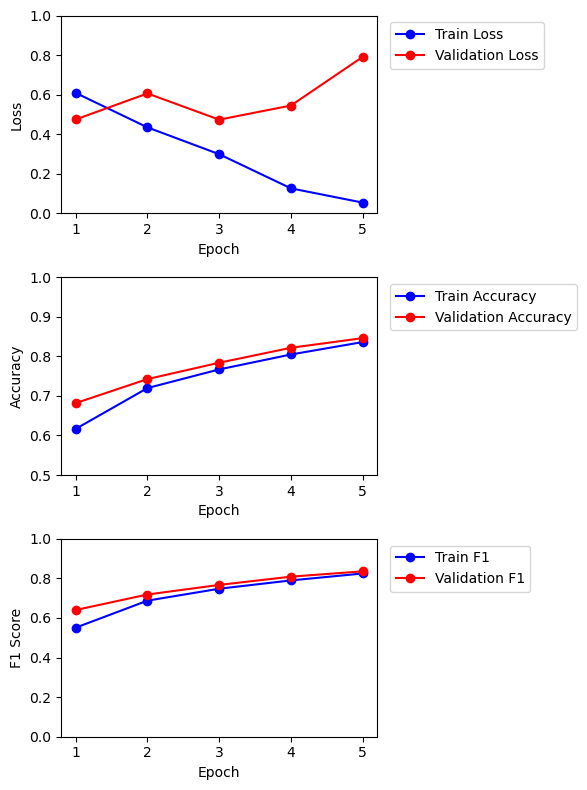 1.0
0.8
0.6
0.4
0.2
0.0
Loss
1 2 3 4 5
Epoch
Train Loss
Validation Loss
1.0
0.9
0.8
0.7
0.6
0.5
Accuracy
1 2 3 4 5
Epoch
Train Accuracy
Validation Accuracy
1.0
0.8
0.6
0.4
0.2
0.0
F1 Score
1 2 3 4 5
Epoch
Train F1
Validation F1